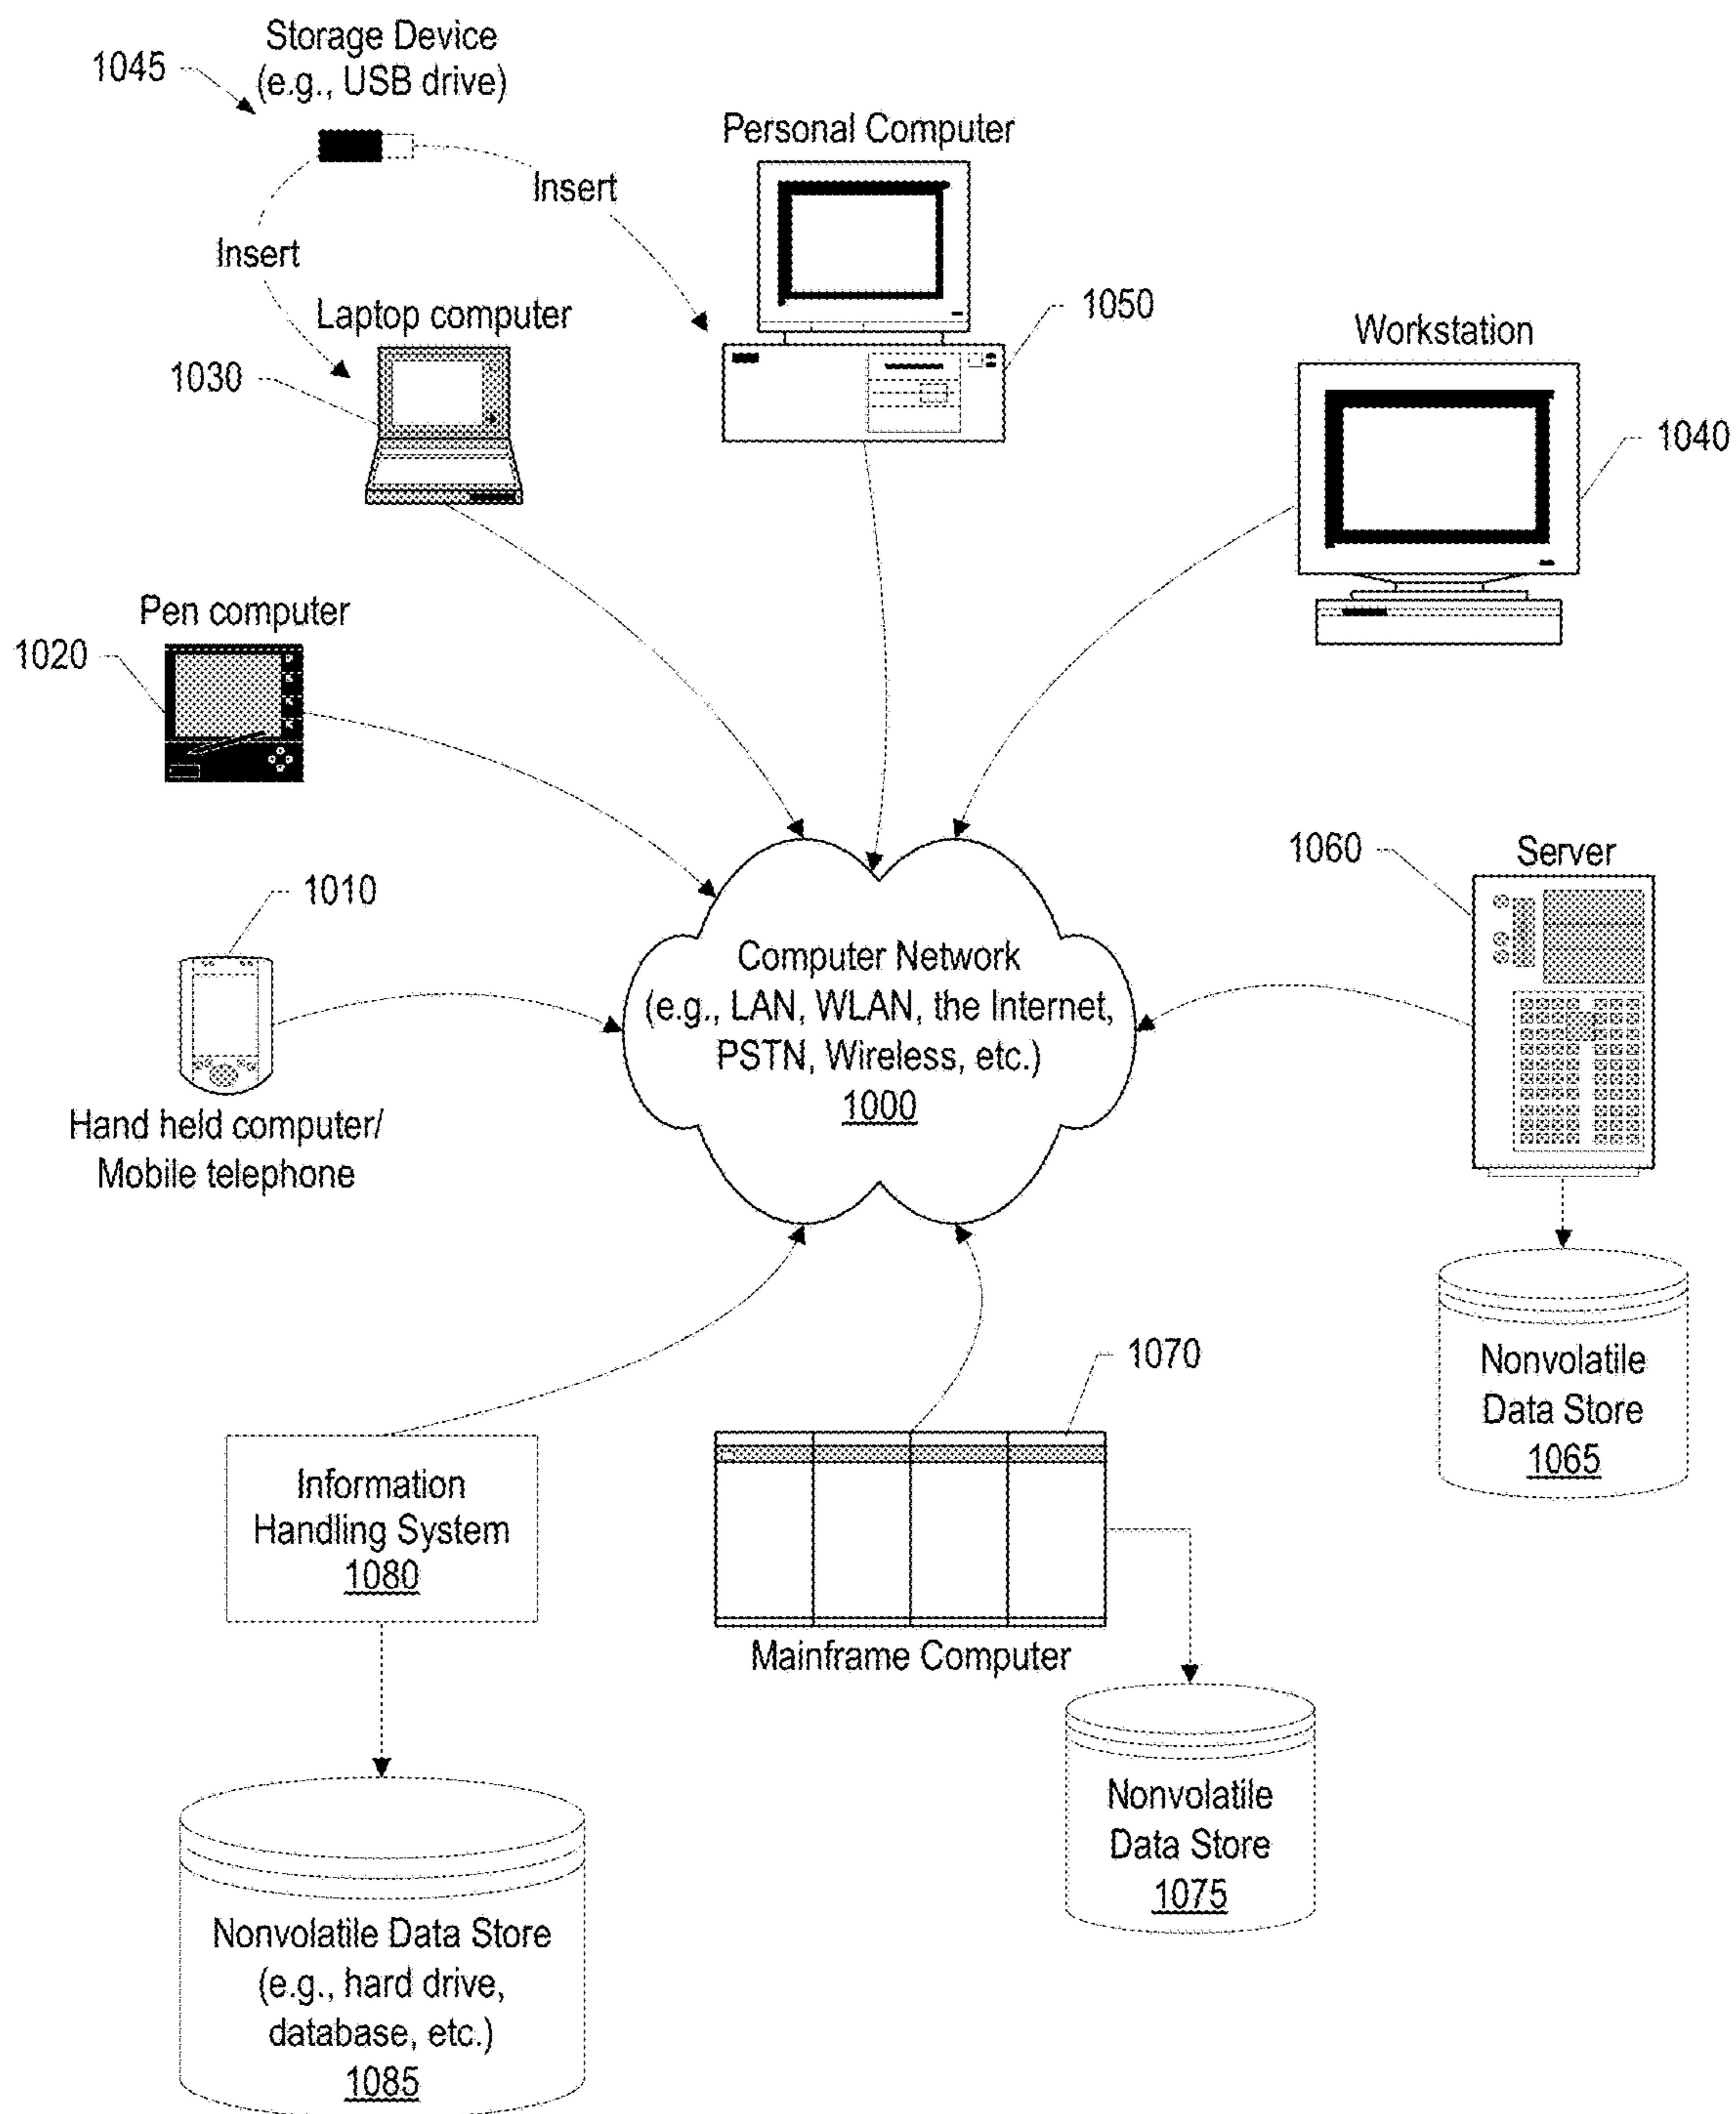 1045
Storage Device
(e.g., USB drive)
Personal Computer
Insert
Insert
Laptop computer
1030
1050
Workstation
1040
Pen computer
1020
1010
Hand held computer/
Mobile telephone
Computer Network
(e.g., LAN, WLAN, the Internet,
PSTN, Wireless, etc.)
1000
1060
Server
Nonvolatile
Data Store
1065
1070
Mainframe Computer
Information
Handling System
1080
Nonvolatile
Data Store
1075
Nonvolatile Data Store
(e.g., hard drive,
database, etc.)
1085